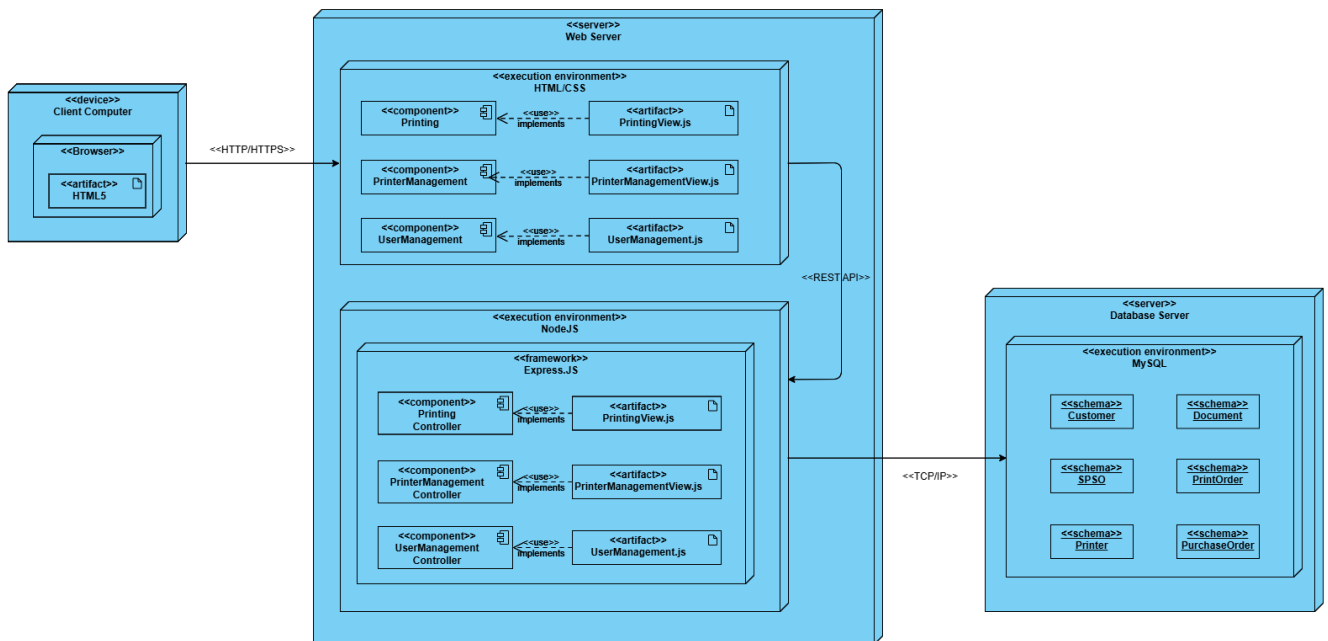 <<device>>
Client Computer
<<Browser>>
<<artifact>>
HTML5
<<HTTP/HTTPS>>
<<server>>
Web Server
<<execution environment>>
HTML/CSS
<<component>>
Printing
<<use>>
implements
<<artifact>>
PrintingView.js
<<component>>
PrinterManagement
<<use>>
implements
<<artifact>>
PrinterManagementView.js
<<component>>
UserManagement
<<use>>
implements
<<artifact>>
UserManagement.js
<<REST API>>
<<execution environment>>
NodeJS
<<framework>>
Express.JS
<<component>>
Printing
Controller
<<use>>
implements
<<artifact>>
PrintingView.js
<<component>>
PrinterManagement
Controller
<<use>>
implements
<<artifact>>
PrinterManagementView.js
<<component>>
UserManagement
Controller
<<use>>
implements
<<artifact>>
UserManagement.js
<<TCP/IP>>
<<server>>
Database Server
<<execution environment>>
MySQL
<<schema>>
Customer
<<schema>>
Document
<<schema>>
SPSO
<<schema>>
PrintOrder
<<schema>>
Printer
<<schema>>
PurchaseOrder